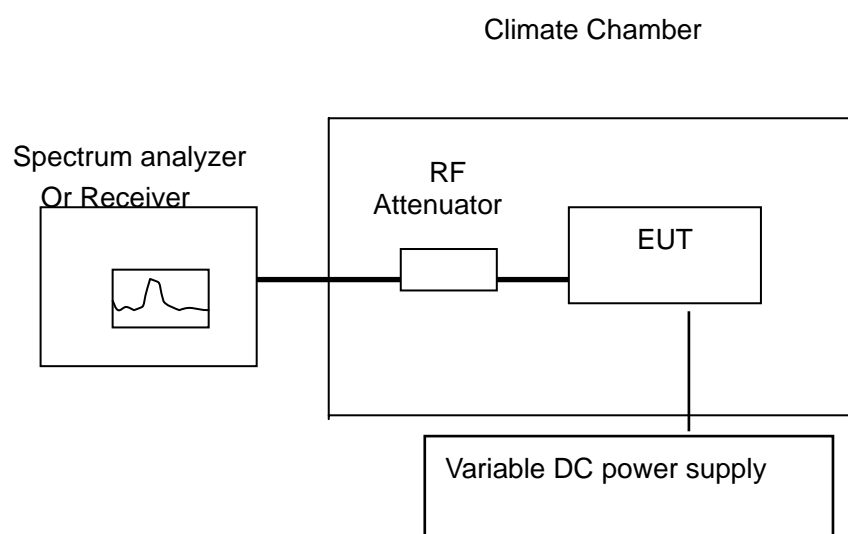 Climate Chamber
Spectrum analyzer
Or Receiver
RF
Attenuator
EUT
Variable DC power supply